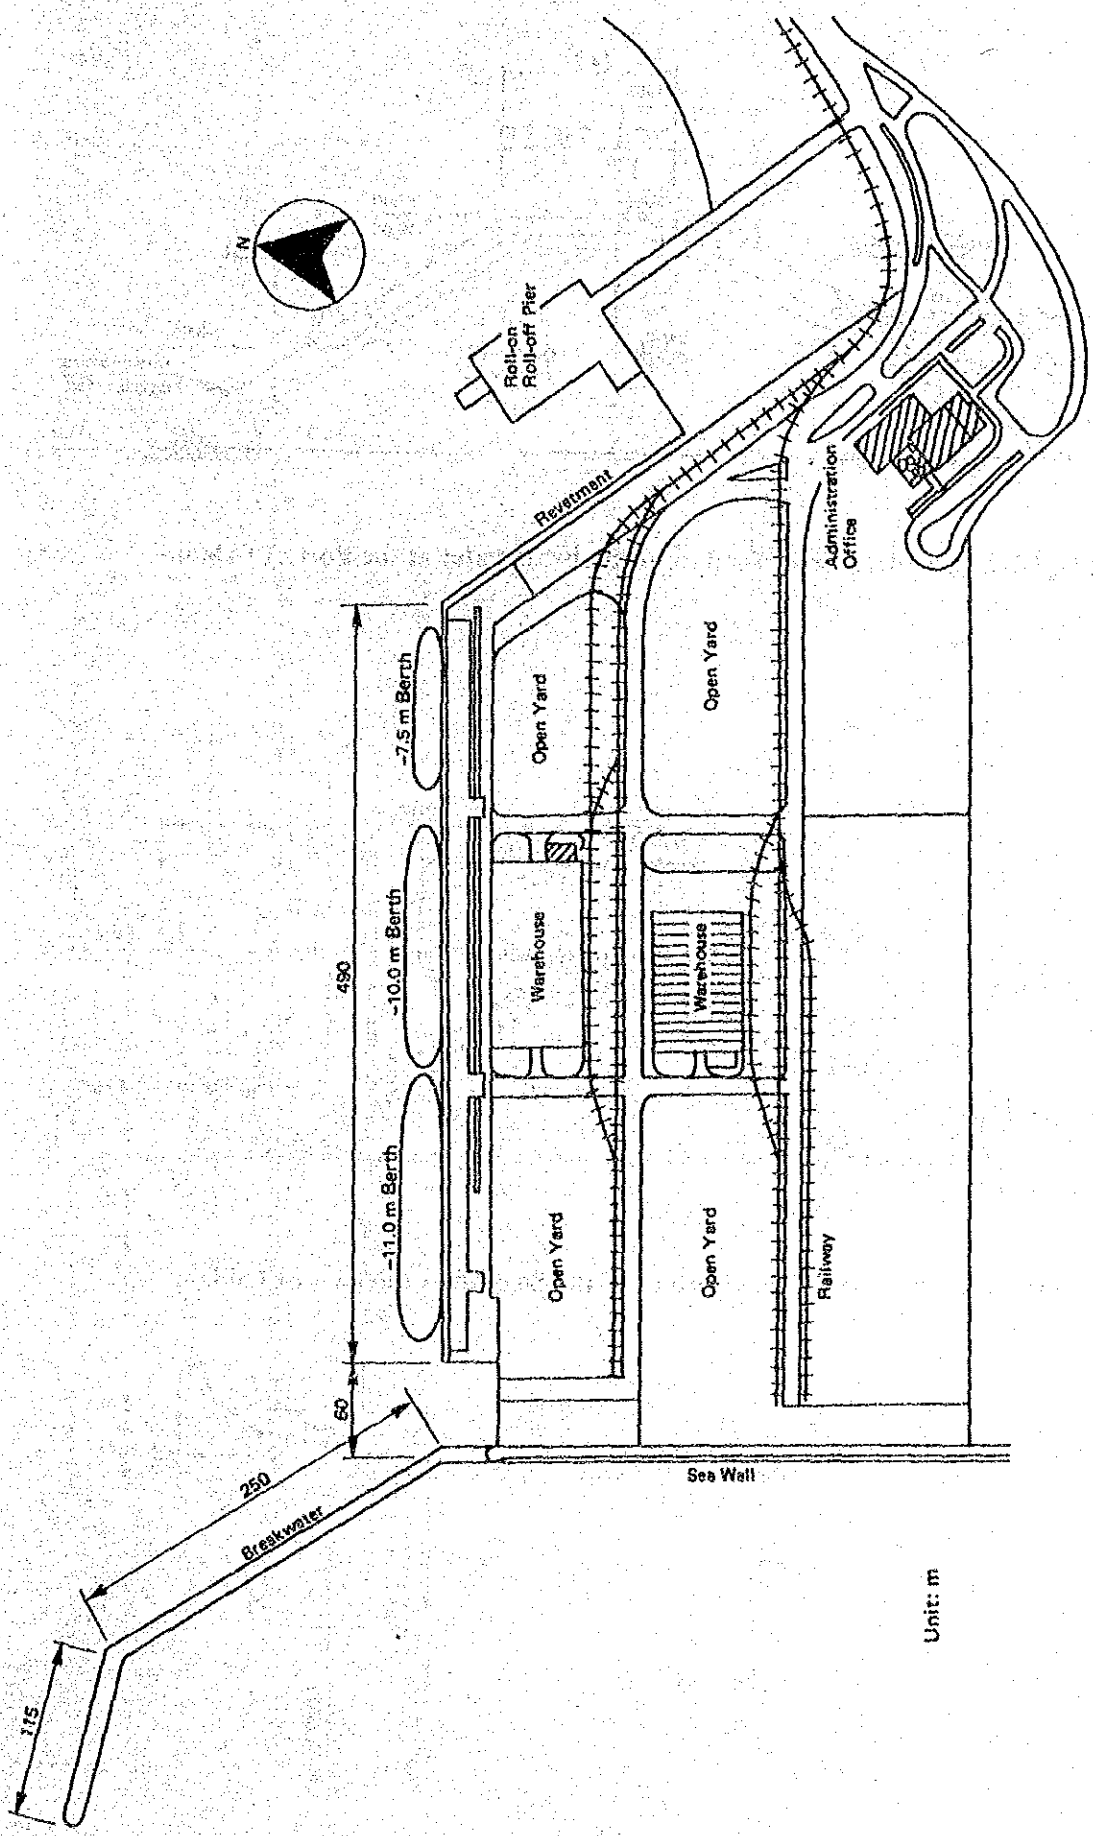 N
Roll-on
Roll-off Pier
Revetment
Administration
Office
-7.5 m Berth
Open Yard
Open Yard
490
-10.0 m Berth
Warehouse
Warehouse
-11.0 m Berth
Open Yard
Open Yard
Railway
60
250
Breakwater
Sea Wall
115
Unit: m